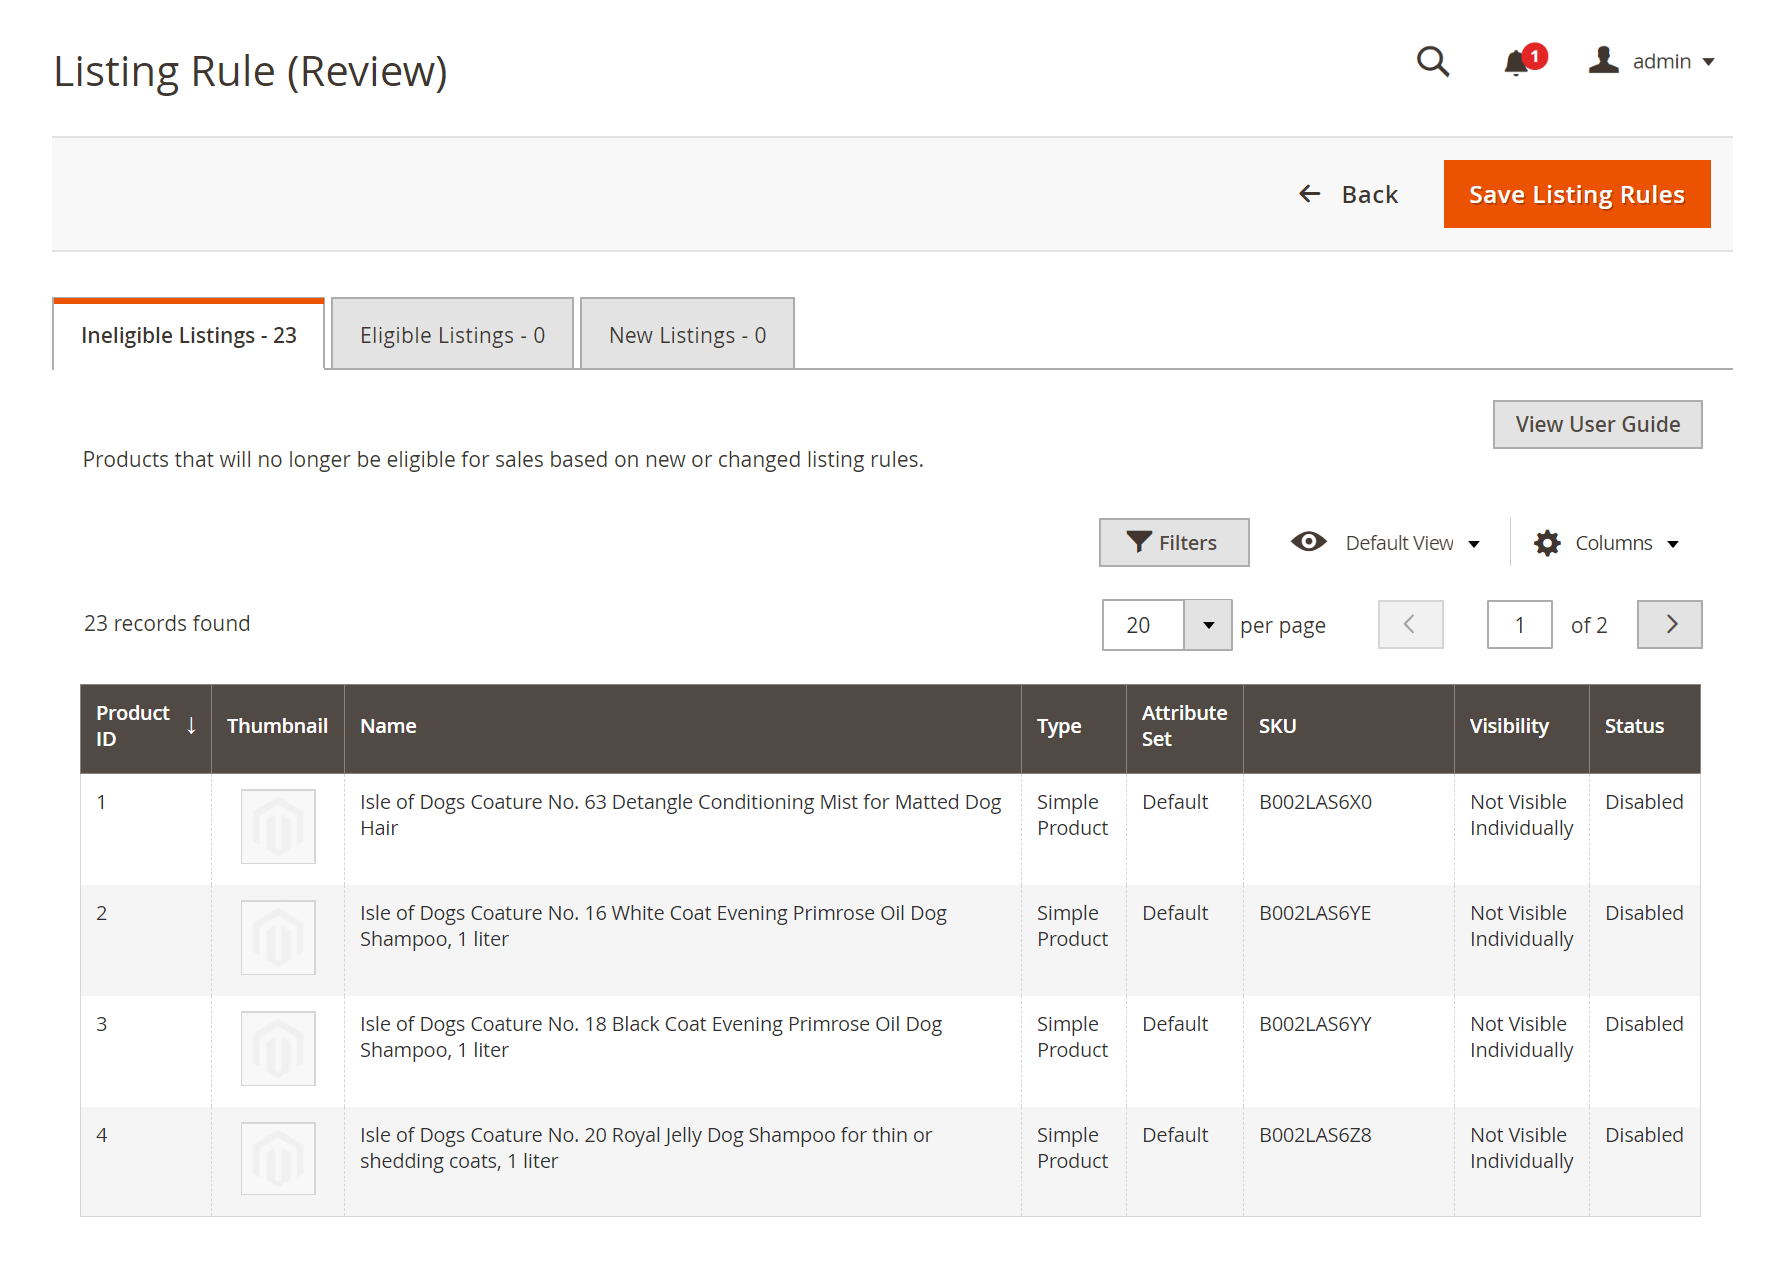 Listing Rule (Review)
1
admin
Back
Save Listing Rules
Ineligible Listings - 23
Eligible Listings - 0
New Listings - 0
View User Guide
Products that will no longer be eligible for sales based on new or changed listing rules.
Filters
Default View
Columns
23 records found
20
per page
1
of 2
Product ID
Thumbnail
Name
Type
Attribute Set
SKU
Visibility
Status
1
Isle of Dogs Coature No. 63 Detangle Conditioning Mist for Matted Dog
Hair
Simple
Product
Default
B002LAS6X0
Not Visible
Individually
Disabled
2
Isle of Dogs Coature No. 16 White Coat Evening Primrose Oil Dog
Shampoo, 1 liter
Simple
Product
Default
B002LAS6YE
Not Visible
Individually
Disabled
3
Isle of Dogs Coature No. 18 Black Coat Evening Primrose Oil Dog
Shampoo, 1 liter
Simple
Product
Default
B002LAS6YY
Not Visible
Individually
Disabled
4
Isle of Dogs Coature No. 20 Royal Jelly Dog Shampoo for thin or
shedding coats, 1 liter
Simple
Product
Default
B002LAS6Z8
Not Visible
Individually
Disabled